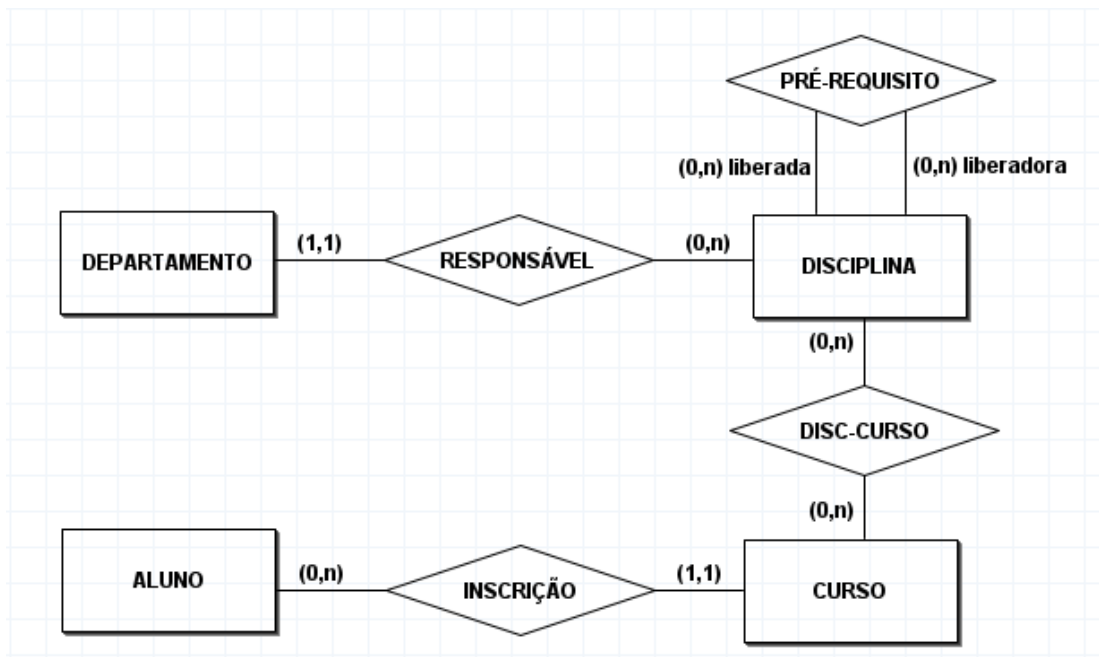 PRÉ-REQUISITO
(0,n) liberada
(0,n) liberadora
DEPARTAMENTO
(1,1)
RESPONSÁVEL
(0,n)
DISCIPLINA
(0,n)
DISC-CURSO
(0,n)
ALUNO
(0,n)
INSCRIÇÃO
(1,1)
CURSO